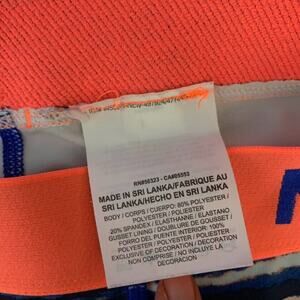 RN#56323 - CA#05553
MADE IN SRI LANKA/FABRIQUE AU
SRI LANKA/HECHO EN SRI LANKA
BODY / CORPS / CUERPO: 80% POLYESTER /
POLYESTER / POLIESTER
20% SPANDEX / ELASTHANNE / ELASTANO
GUSSET LINING / DOUBLURE DE GOUSSET /
FORRO DEL PUENTE INTERIOR: 100%
POLYESTER / POLYESTER / POLIESTER
EXCLUSIVE OF DECORATION / DECORATION
NON COMPRISE / NO INCLUYE LA
DECORACION